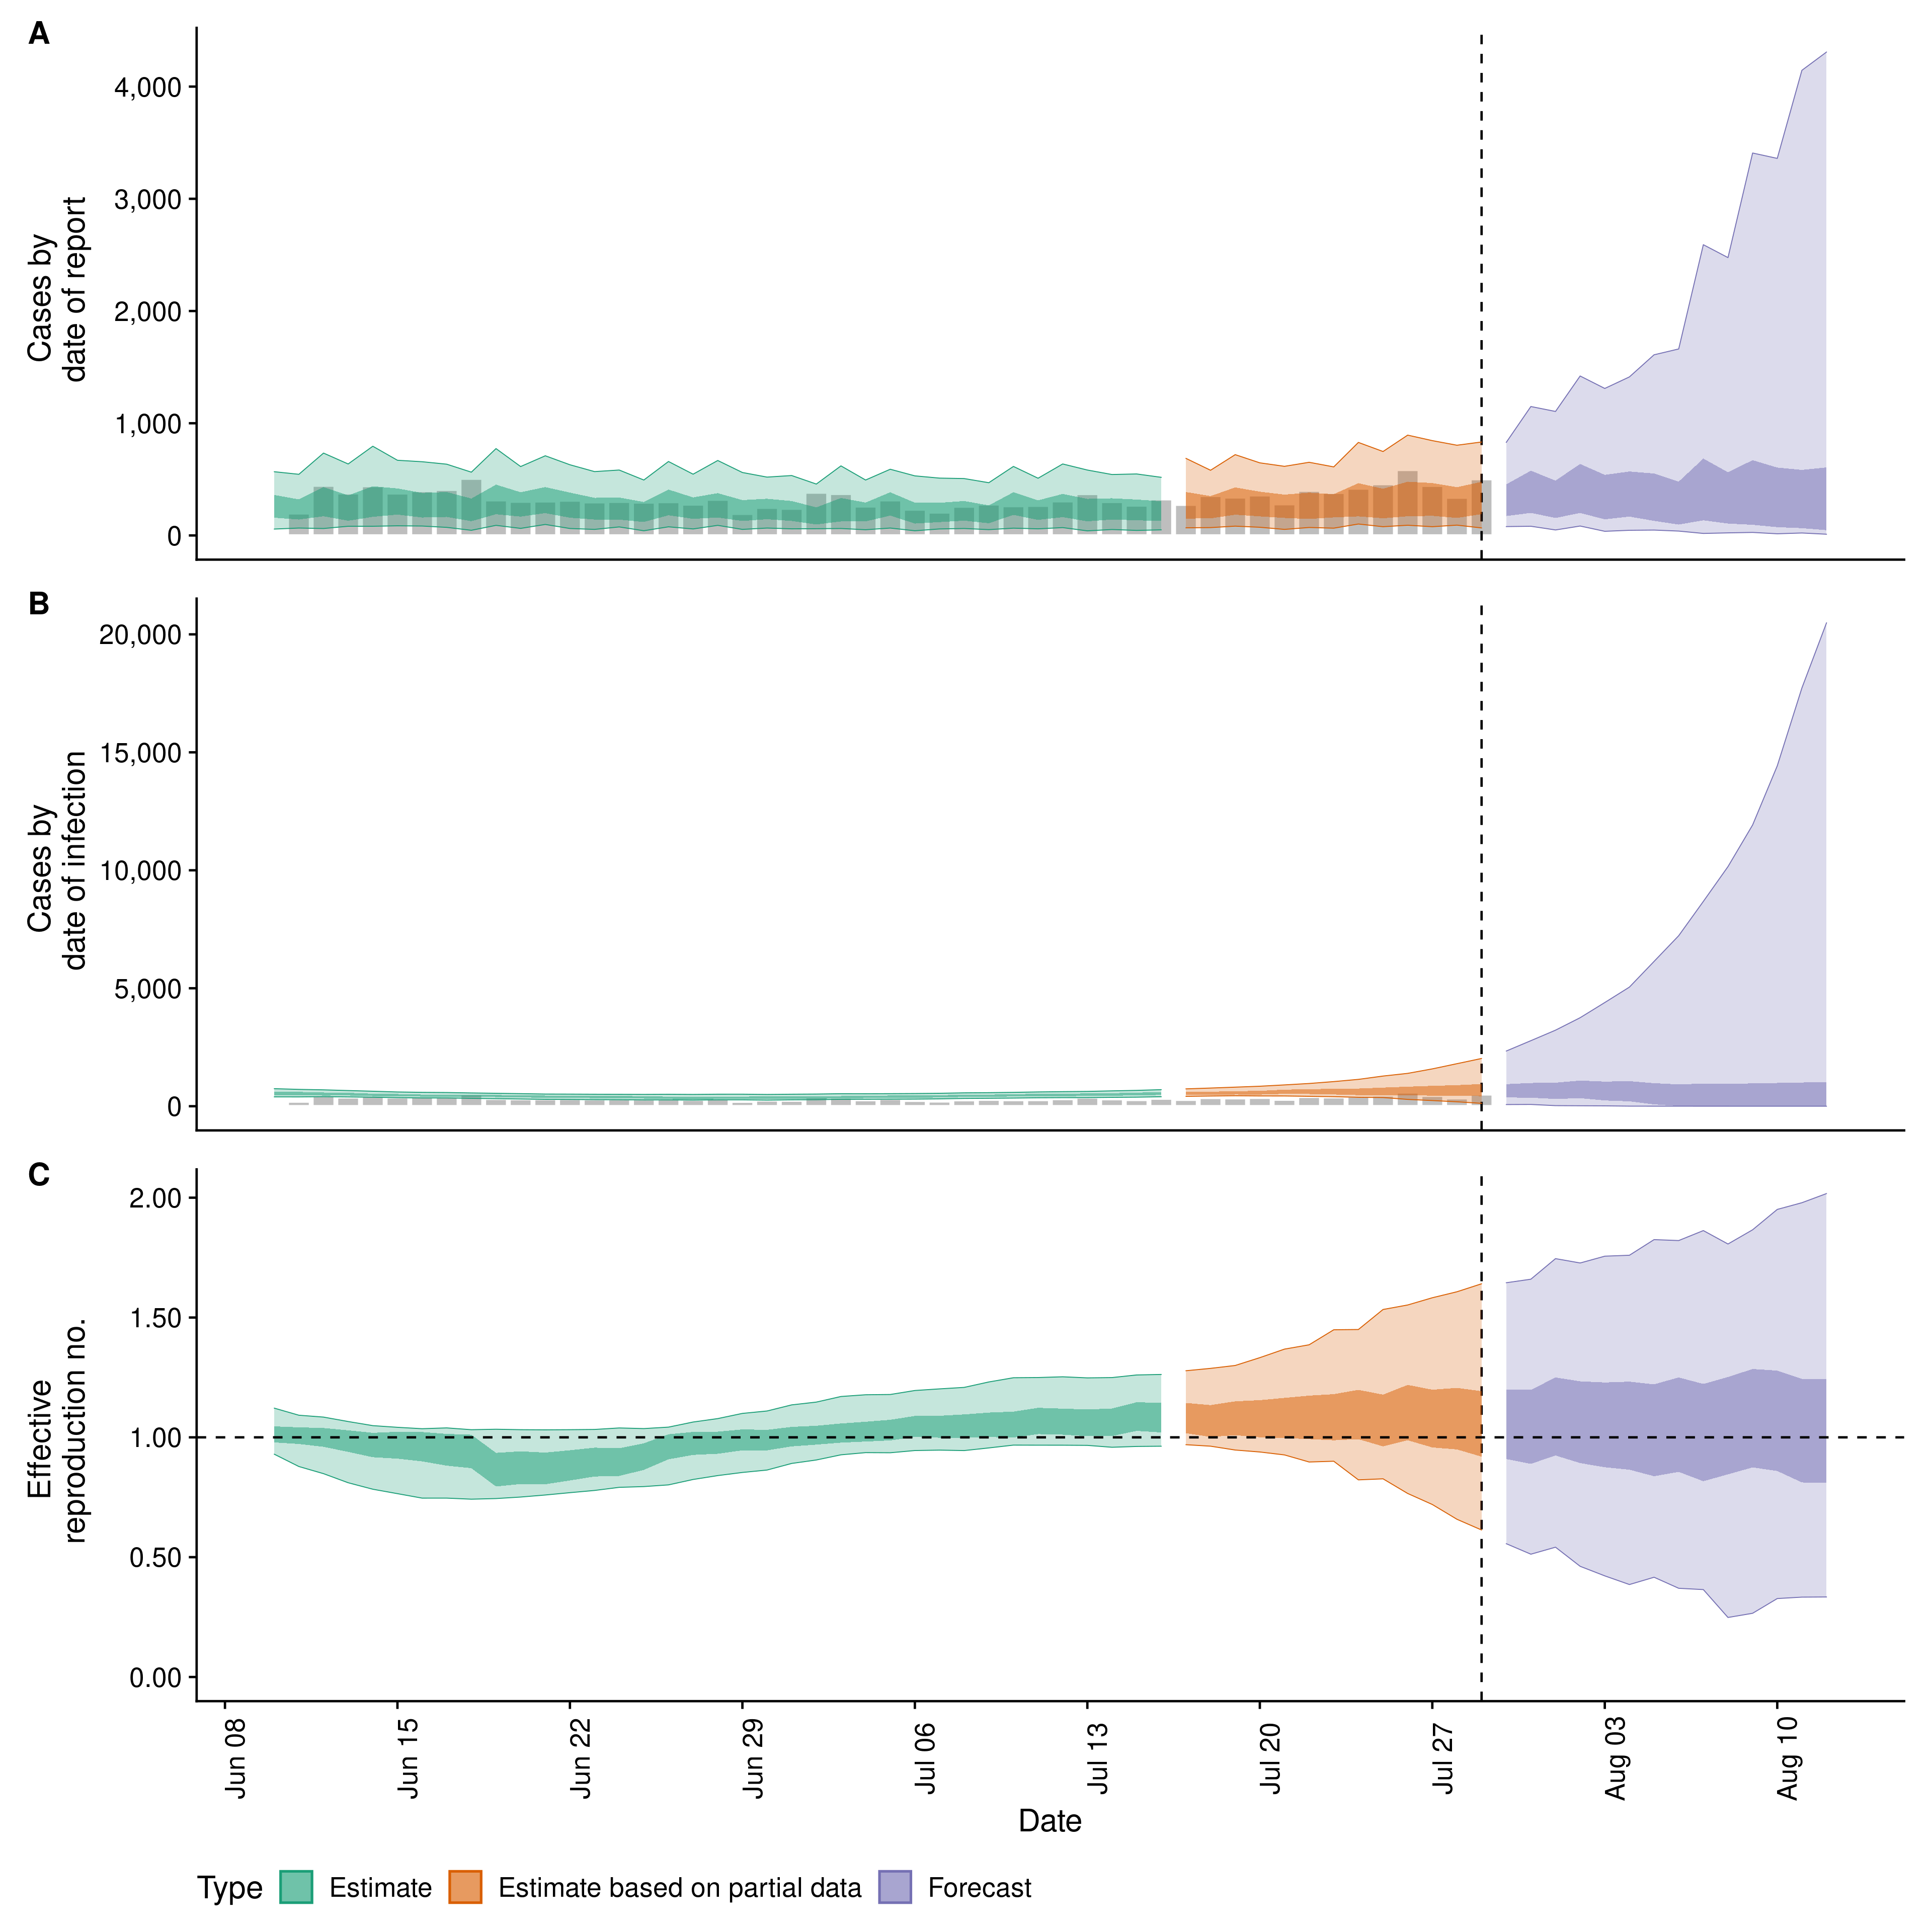 A
4,000
3,000
2,000
1,000
0
Cases by
date of report
B
20,000
15,000
10,000
5,000
0
Cases by
date of infection
C
2.00
1.50
1.00
0.50
0.00
Effective
reproduction no.
Jun 08
Jun 15
Jun 22
Jun 29
Jul 06
Jul 13
Jul 20
Jul 27
Aug 03
Aug 10
Date
Type Estimate Estimate based on partial data Forecast